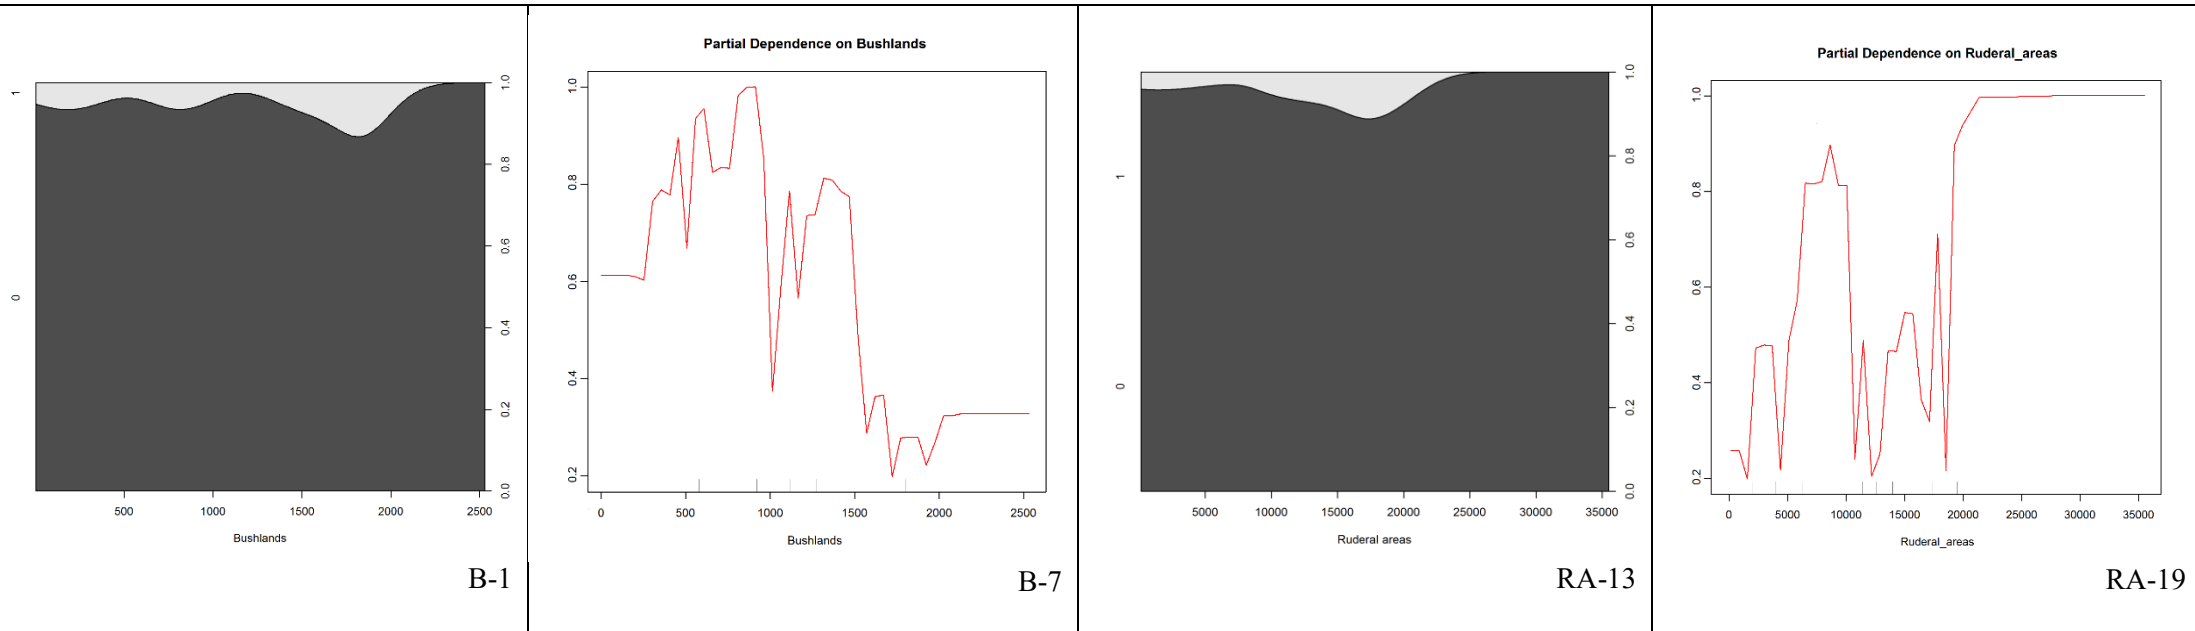 1
0
1.0
0.8
0.6
0.4
0.2
0.0
500 1000 1500 2000 2500
Bushlands
B-1
Partial Dependence on Bushlands
1.0
0.8
0.6
0.4
0.2
0 500 1000 1500 2000 2500
Bushlands
B-7
1
0
1.0
0.8
0.6
0.4
0.2
0.0
5000 10000 15000 20000 25000 30000 35000
Ruderal areas
RA-13
Partial Dependence on Ruderal_areas
1.0
0.8
0.6
0.4
0.2
0 5000 10000 15000 20000 25000 30000 35000
Ruderal_areas
RA-19